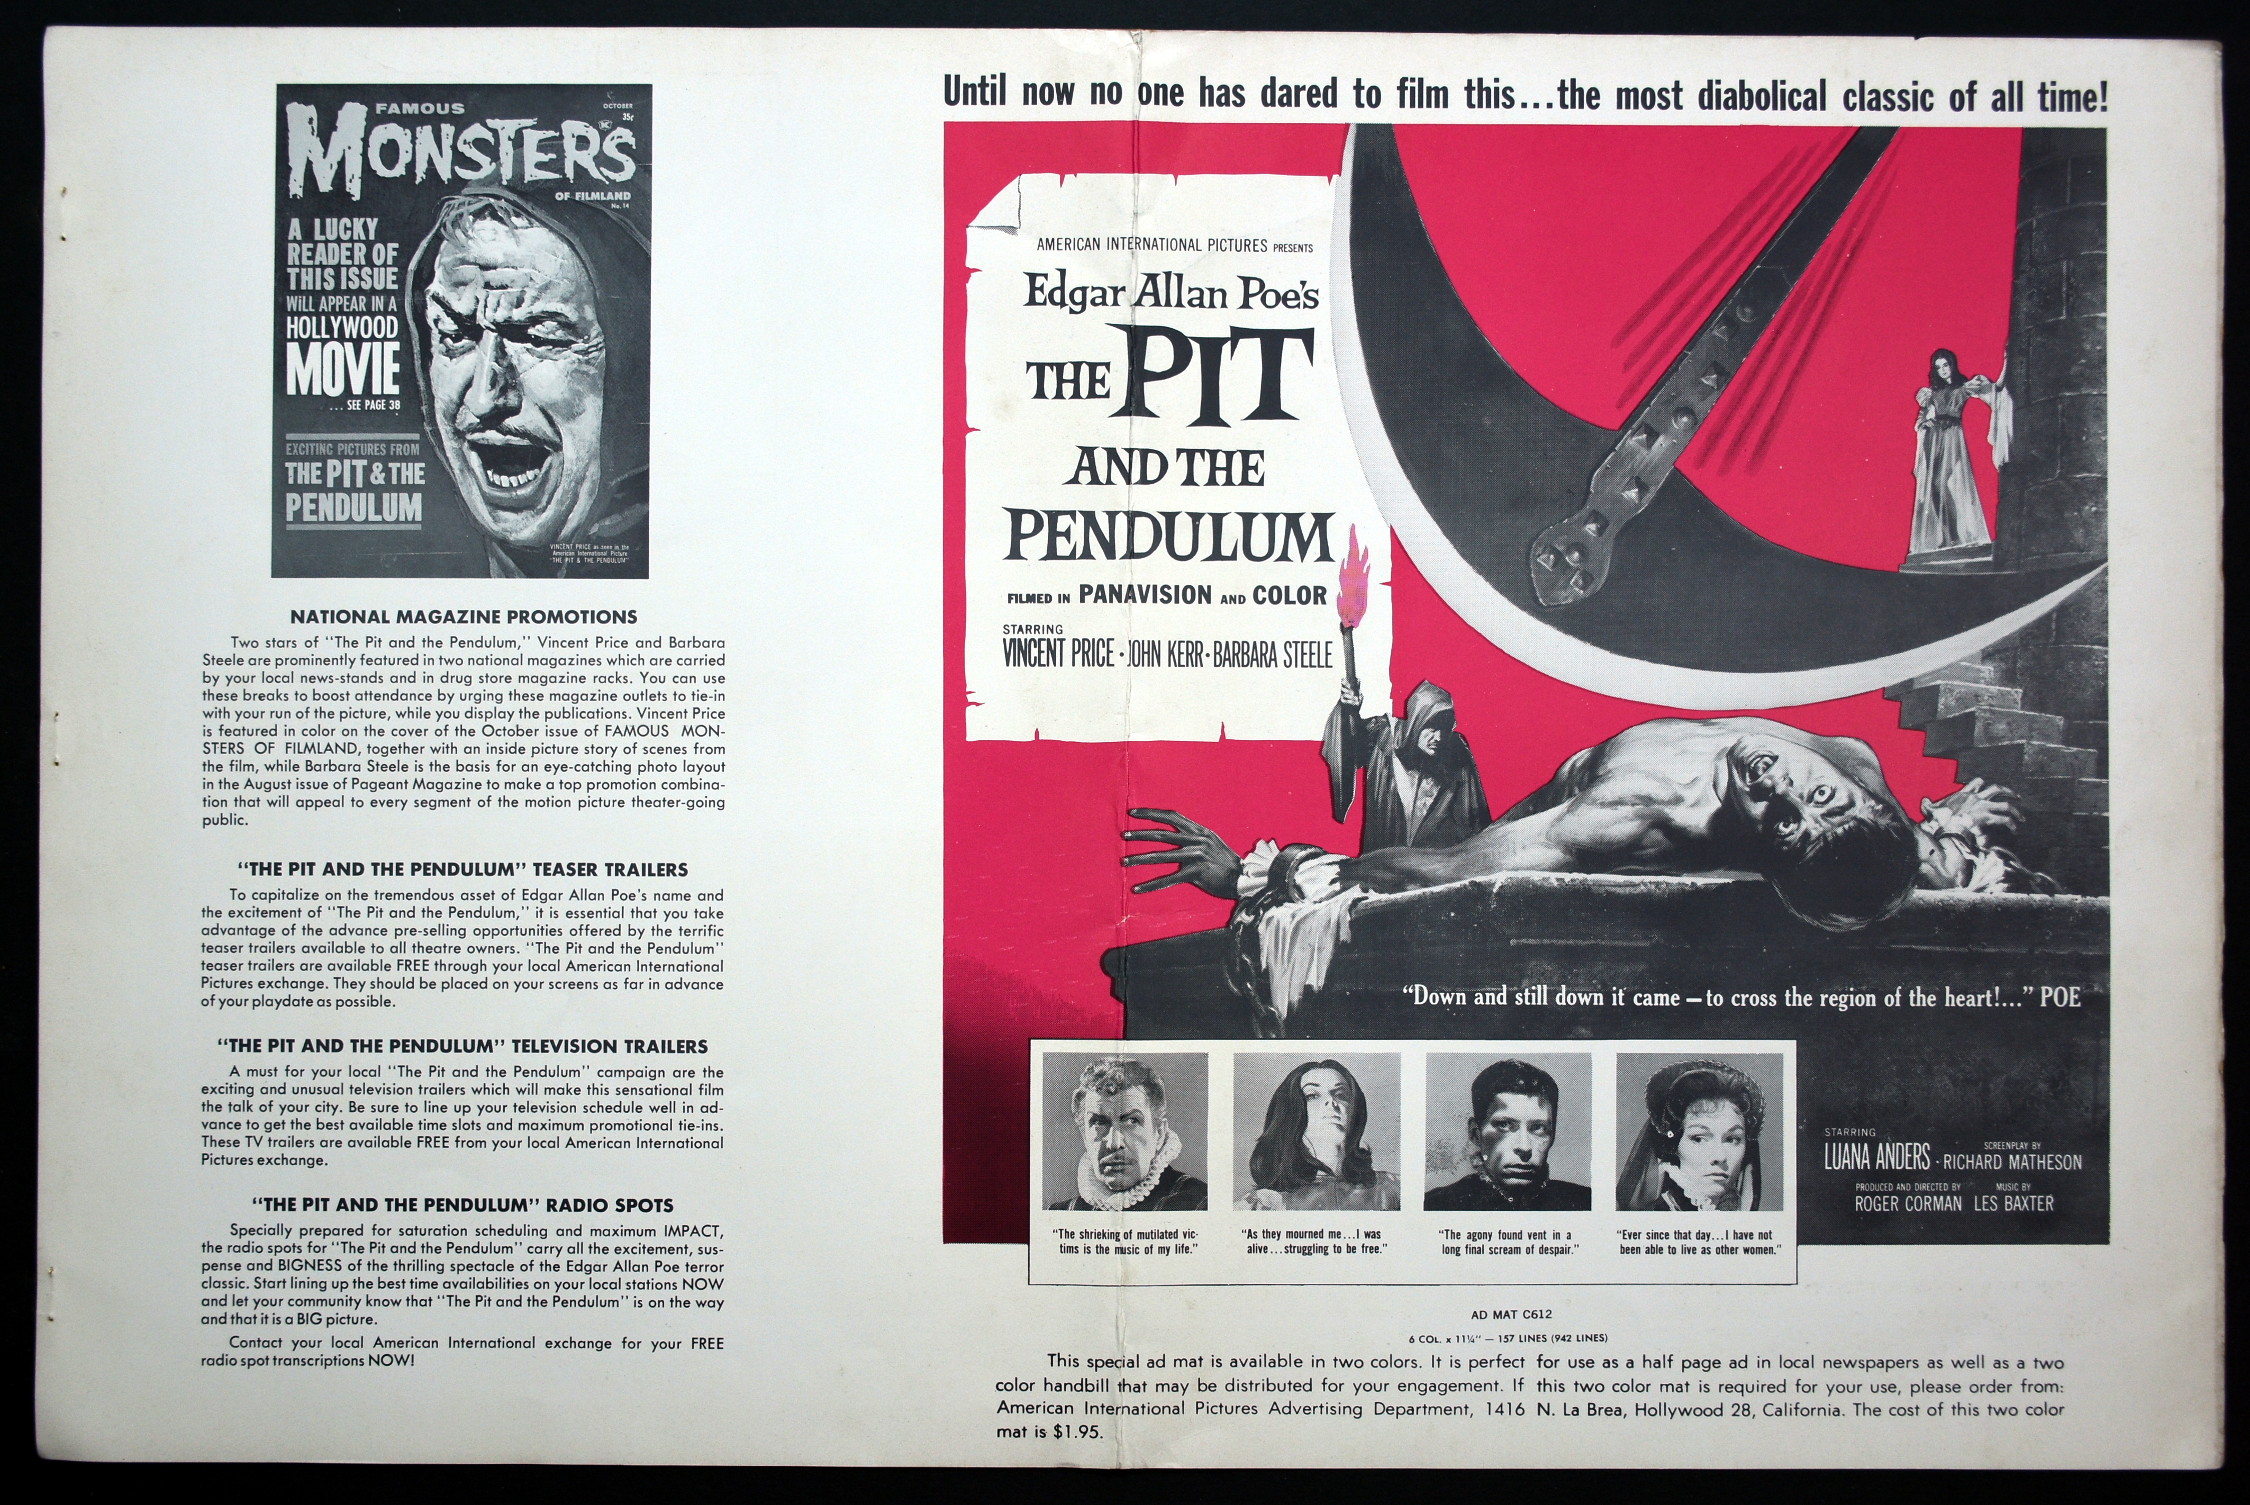 FAMOUS
MONSTERS
OF FILMLAND
OCTOBER
35¢
No. 14
A LUCKY
READER OF
THIS ISSUE
WILL APPEAR IN A
HOLLYWOOD
MOVIE
... SEE PAGE 38
EXCITING PICTURES FROM
THE PIT & THE
PENDULUM
VINCENT PRICE as seen in the
American International Picture
"THE PIT & THE PENDULUM"
NATIONAL MAGAZINE PROMOTIONS
Two stars of "The Pit and the Pendulum," Vincent Price and Barbara
Steele are prominently featured in two national magazines which are carried
by your local news-stands and in drug store magazine racks. You can use
these breaks to boost attendance by urging these magazine outlets to tie-in
with your run of the picture, while you display the publications. Vincent Price
is featured in color on the cover of the October issue of FAMOUS MON-
STERS OF FILMLAND, together with an inside picture story of scenes from
the film, while Barbara Steele is the basis for an eye-catching photo layout
in the August issue of Pageant Magazine to make a top promotion combina-
tion that will appeal to every segment of the motion picture theater-going
public.
"THE PIT AND THE PENDULUM" TEASER TRAILERS
To capitalize on the tremendous asset of Edgar Allan Poe's name and
the excitement of "The Pit and the Pendulum," it is essential that you take
advantage of the advance pre-selling opportunities offered by the terrific
teaser trailers available to all theatre owners. "The Pit and the Pendulum"
teaser trailers are available FREE through your local American International
Pictures exchange. They should be placed on your screens as far in advance
of your playdate as possible.
"THE PIT AND THE PENDULUM" TELEVISION TRAILERS
A must for your local "The Pit and the Pendulum" campaign are the
exciting and unusual television trailers which will make this sensational film
the talk of your city. Be sure to line up your television schedule well in ad-
vance to get the best available time slots and maximum promotional tie-ins.
These TV trailers are available FREE from your local American International
Pictures exchange.
"THE PIT AND THE PENDULUM" RADIO SPOTS
Specially prepared for saturation scheduling and maximum IMPACT,
the radio spots for "The Pit and the Pendulum" carry all the excitement, sus-
pense and BIGNESS of the thrilling spectacle of the Edgar Allan Poe terror
classic. Start lining up the best time availabilities on your local stations NOW
and let your community know that "The Pit and the Pendulum" is on the way
and that it is a BIG picture.
Contact your local American International exchange for your FREE
radio spot transcriptions NOW!
Until now no one has dared to film this...the most diabolical classic of all time!
AMERICAN INTERNATIONAL PICTURES PRESENTS
Edgar Allan Poe's
THE PIT
AND THE
PENDULUM
FILMED IN PANAVISION AND COLOR
STARRING
VINCENT PRICE · JOHN KERR · BARBARA STEELE
"Down and still down it came — to cross the region of the heart!..." POE
"The shrieking of mutilated vic-
tims is the music of my life."
"As they mourned me...I was
alive...struggling to be free."
"The agony found vent in a
long final scream of despair."
"Ever since that day...I have not
been able to live as other women."
STARRING
LUANA ANDERS ·
SCREENPLAY BY
RICHARD MATHESON
PRODUCED AND DIRECTED BY
ROGER CORMAN
MUSIC BY
LES BAXTER
AD MAT C612
6 COL. x 11¼" — 157 LINES (942 LINES)
This special ad mat is available in two colors. It is perfect for use as a half page ad in local newspapers as well as a two
color handbill that may be distributed for your engagement. If this two color mat is required for your use, please order from:
American International Pictures Advertising Department, 1416 N. La Brea, Hollywood 28, California. The cost of this two color
mat is $1.95.